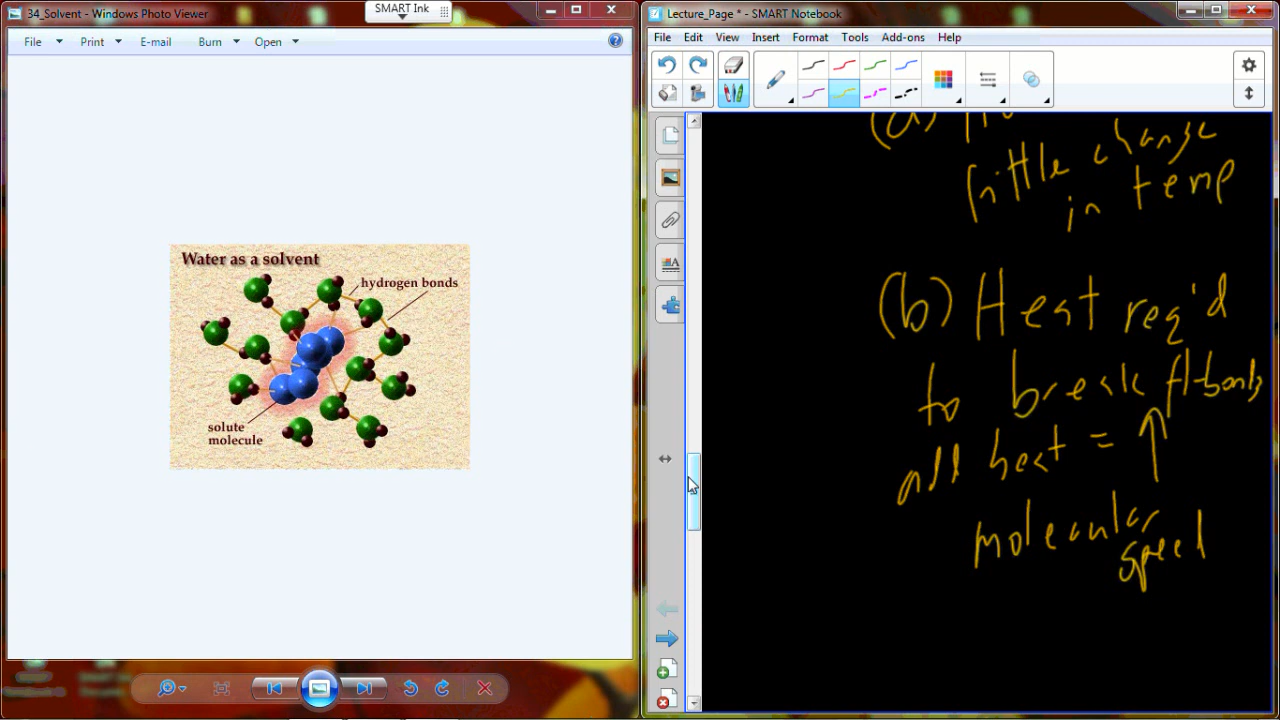 34_Solvent - Windows Photo Viewer
SMART Ink
File Print E-mail Burn Open
Water as a solvent
hydrogen bonds
solute
molecule
Lecture_Page * - SMART Notebook
File Edit View Insert Format Tools Add-ons Help
(a)
little change
in temp
(b) Heat req'd
to break H-bonds
add heat = ↑
molecular
speed